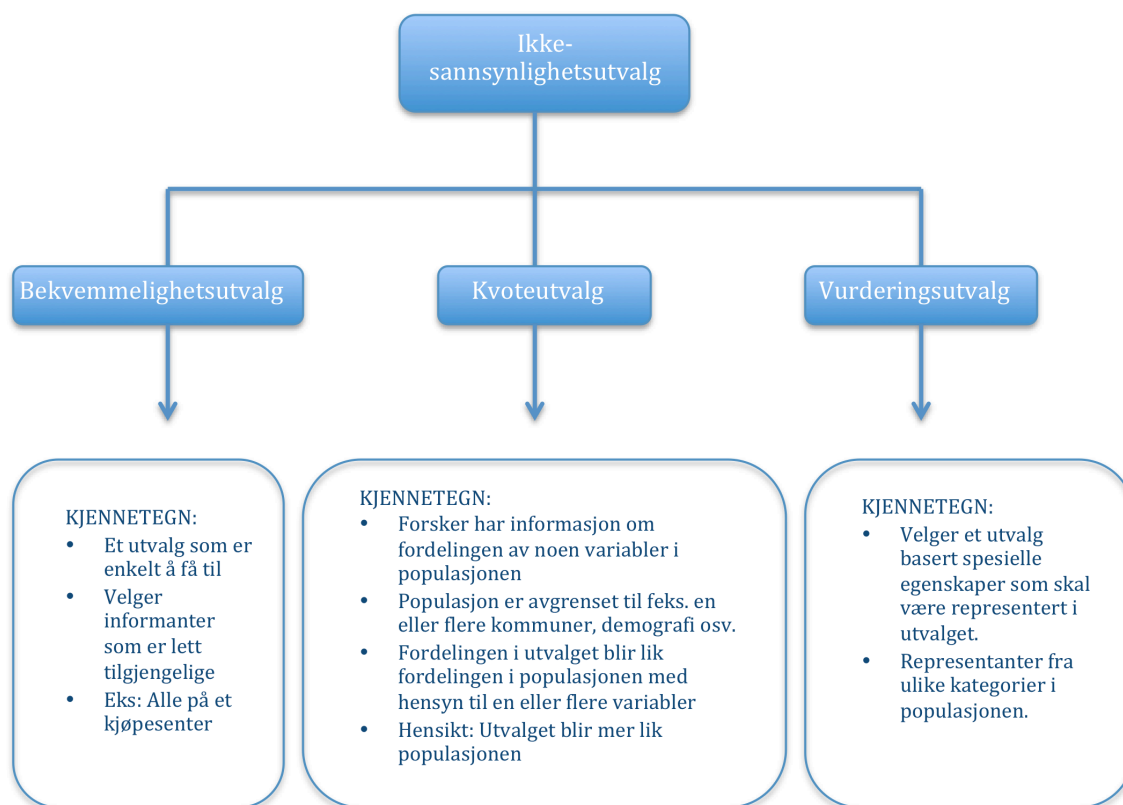 Ikke-
sannsynlighetsutvalg
Bekvemmelighetsutvalg
Kvoteutvalg
Vurderingsutvalg
KJENNETEGN:
• Et utvalg som er
enkelt å få til
• Velger
informanter
som er lett
tilgjengelige
• Eks: Alle på et
kjøpesenter
KJENNETEGN:
• Forsker har informasjon om
fordelingen av noen variabler i
populasjonen
• Populasjon er avgrenset til feks. en
eller flere kommuner, demografi osv.
• Fordelingen i utvalget blir lik
fordelingen i populasjonen med
hensyn til en eller flere variabler
• Hensikt: Utvalget blir mer lik
populasjonen
KJENNETEGN:
• Velger et utvalg
basert spesielle
egenskaper som skal
være representert i
utvalget.
• Representanter fra
ulike kategorier i
populasjonen.